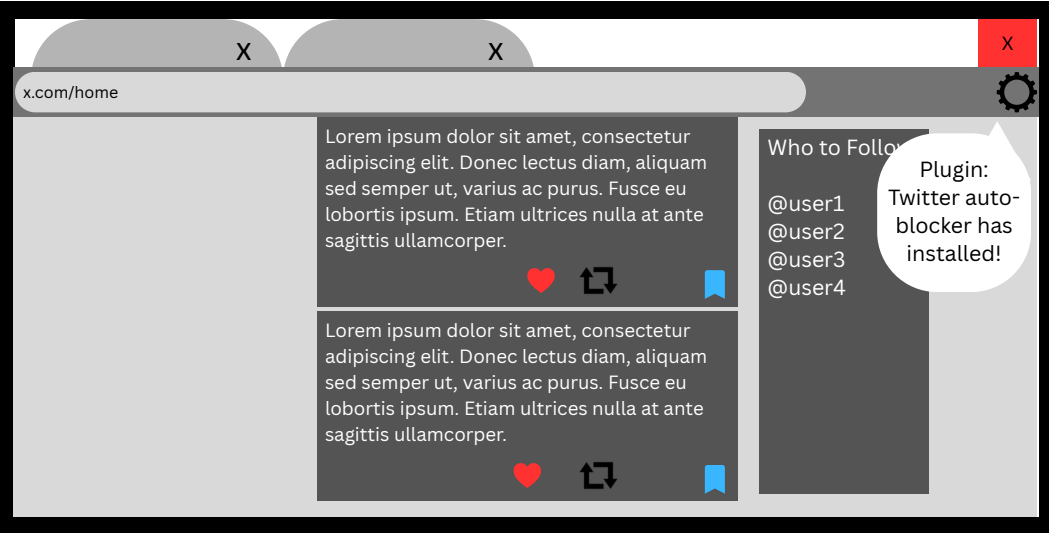 X
X
X
x.com/home
Lorem ipsum dolor sit amet, consectetur
adipiscing elit. Donec lectus diam, aliquam
sed semper ut, varius ac purus. Fusce eu
lobortis ipsum. Etiam ultrices nulla at ante
sagittis ullamcorper.
Lorem ipsum dolor sit amet, consectetur
adipiscing elit. Donec lectus diam, aliquam
sed semper ut, varius ac purus. Fusce eu
lobortis ipsum. Etiam ultrices nulla at ante
sagittis ullamcorper.
Who to Follow
@user1
@user2
@user3
@user4
Plugin:
Twitter auto-
blocker has
installed!